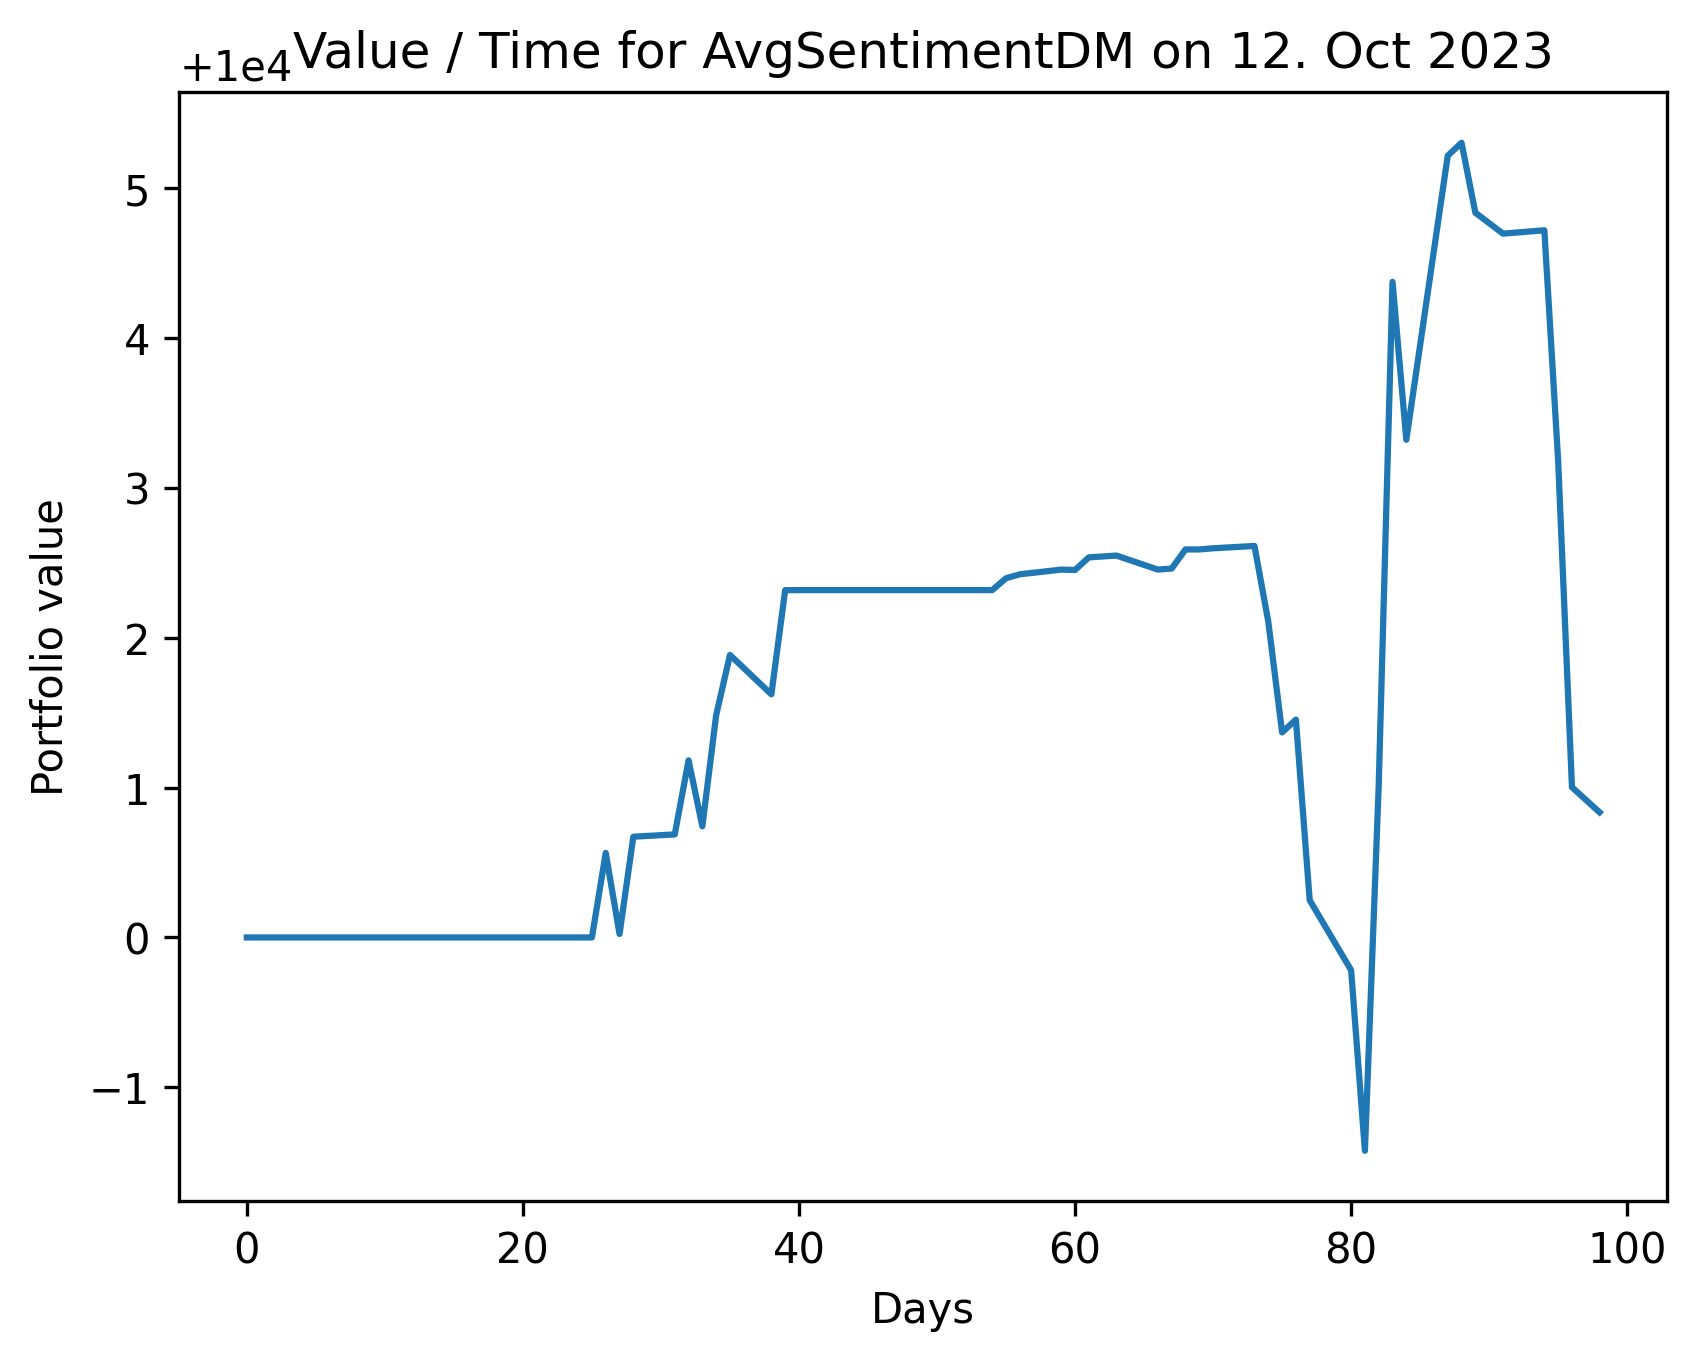 Value / Time for AvgSentimentDM on 12. Oct 2023
+1e4
5
4
3
2
1
0
−1
Portfolio value
0 20 40 60 80 100
Days